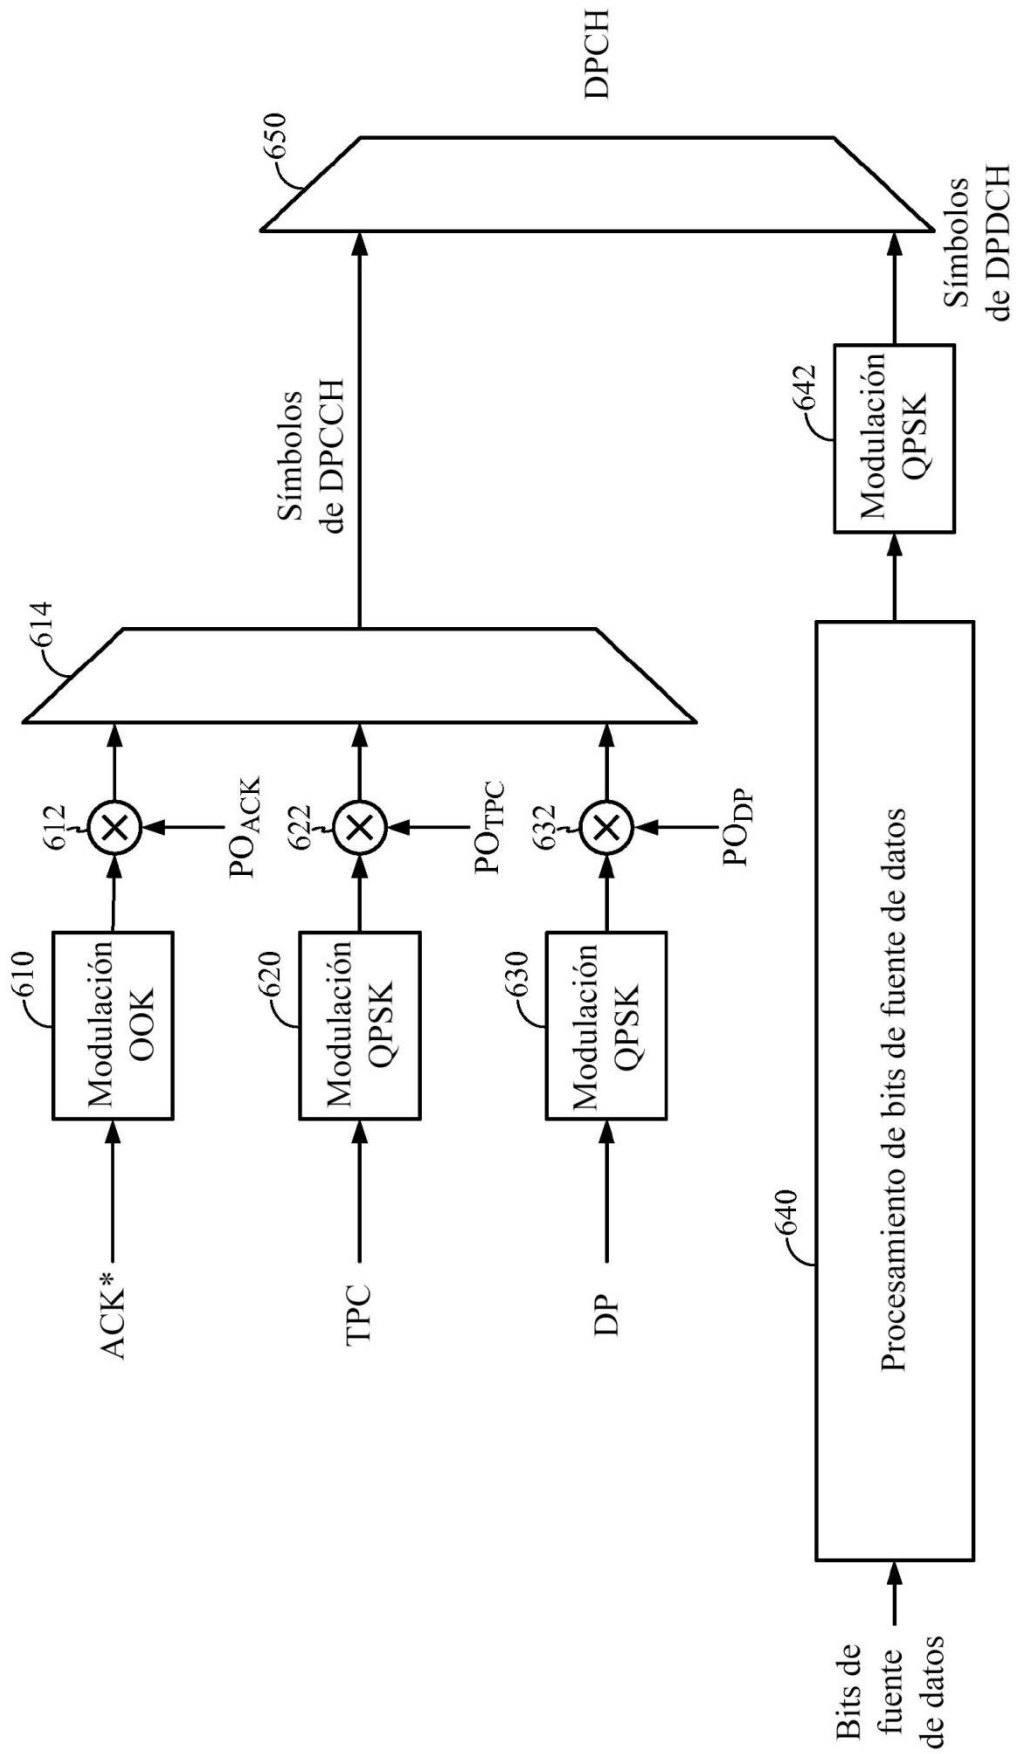 ACK*
610
Modulación
OOK
612
PO_ACK
614
TPC
620
Modulación
QPSK
622
PO_TPC
Símbolos
de DPCCH
650
DPCH
DP
630
Modulación
QPSK
632
PO_DP
Bits de
fuente
de datos
640
Procesamiento de bits de fuente de datos
642
Modulación
QPSK
Símbolos
de DPDCH